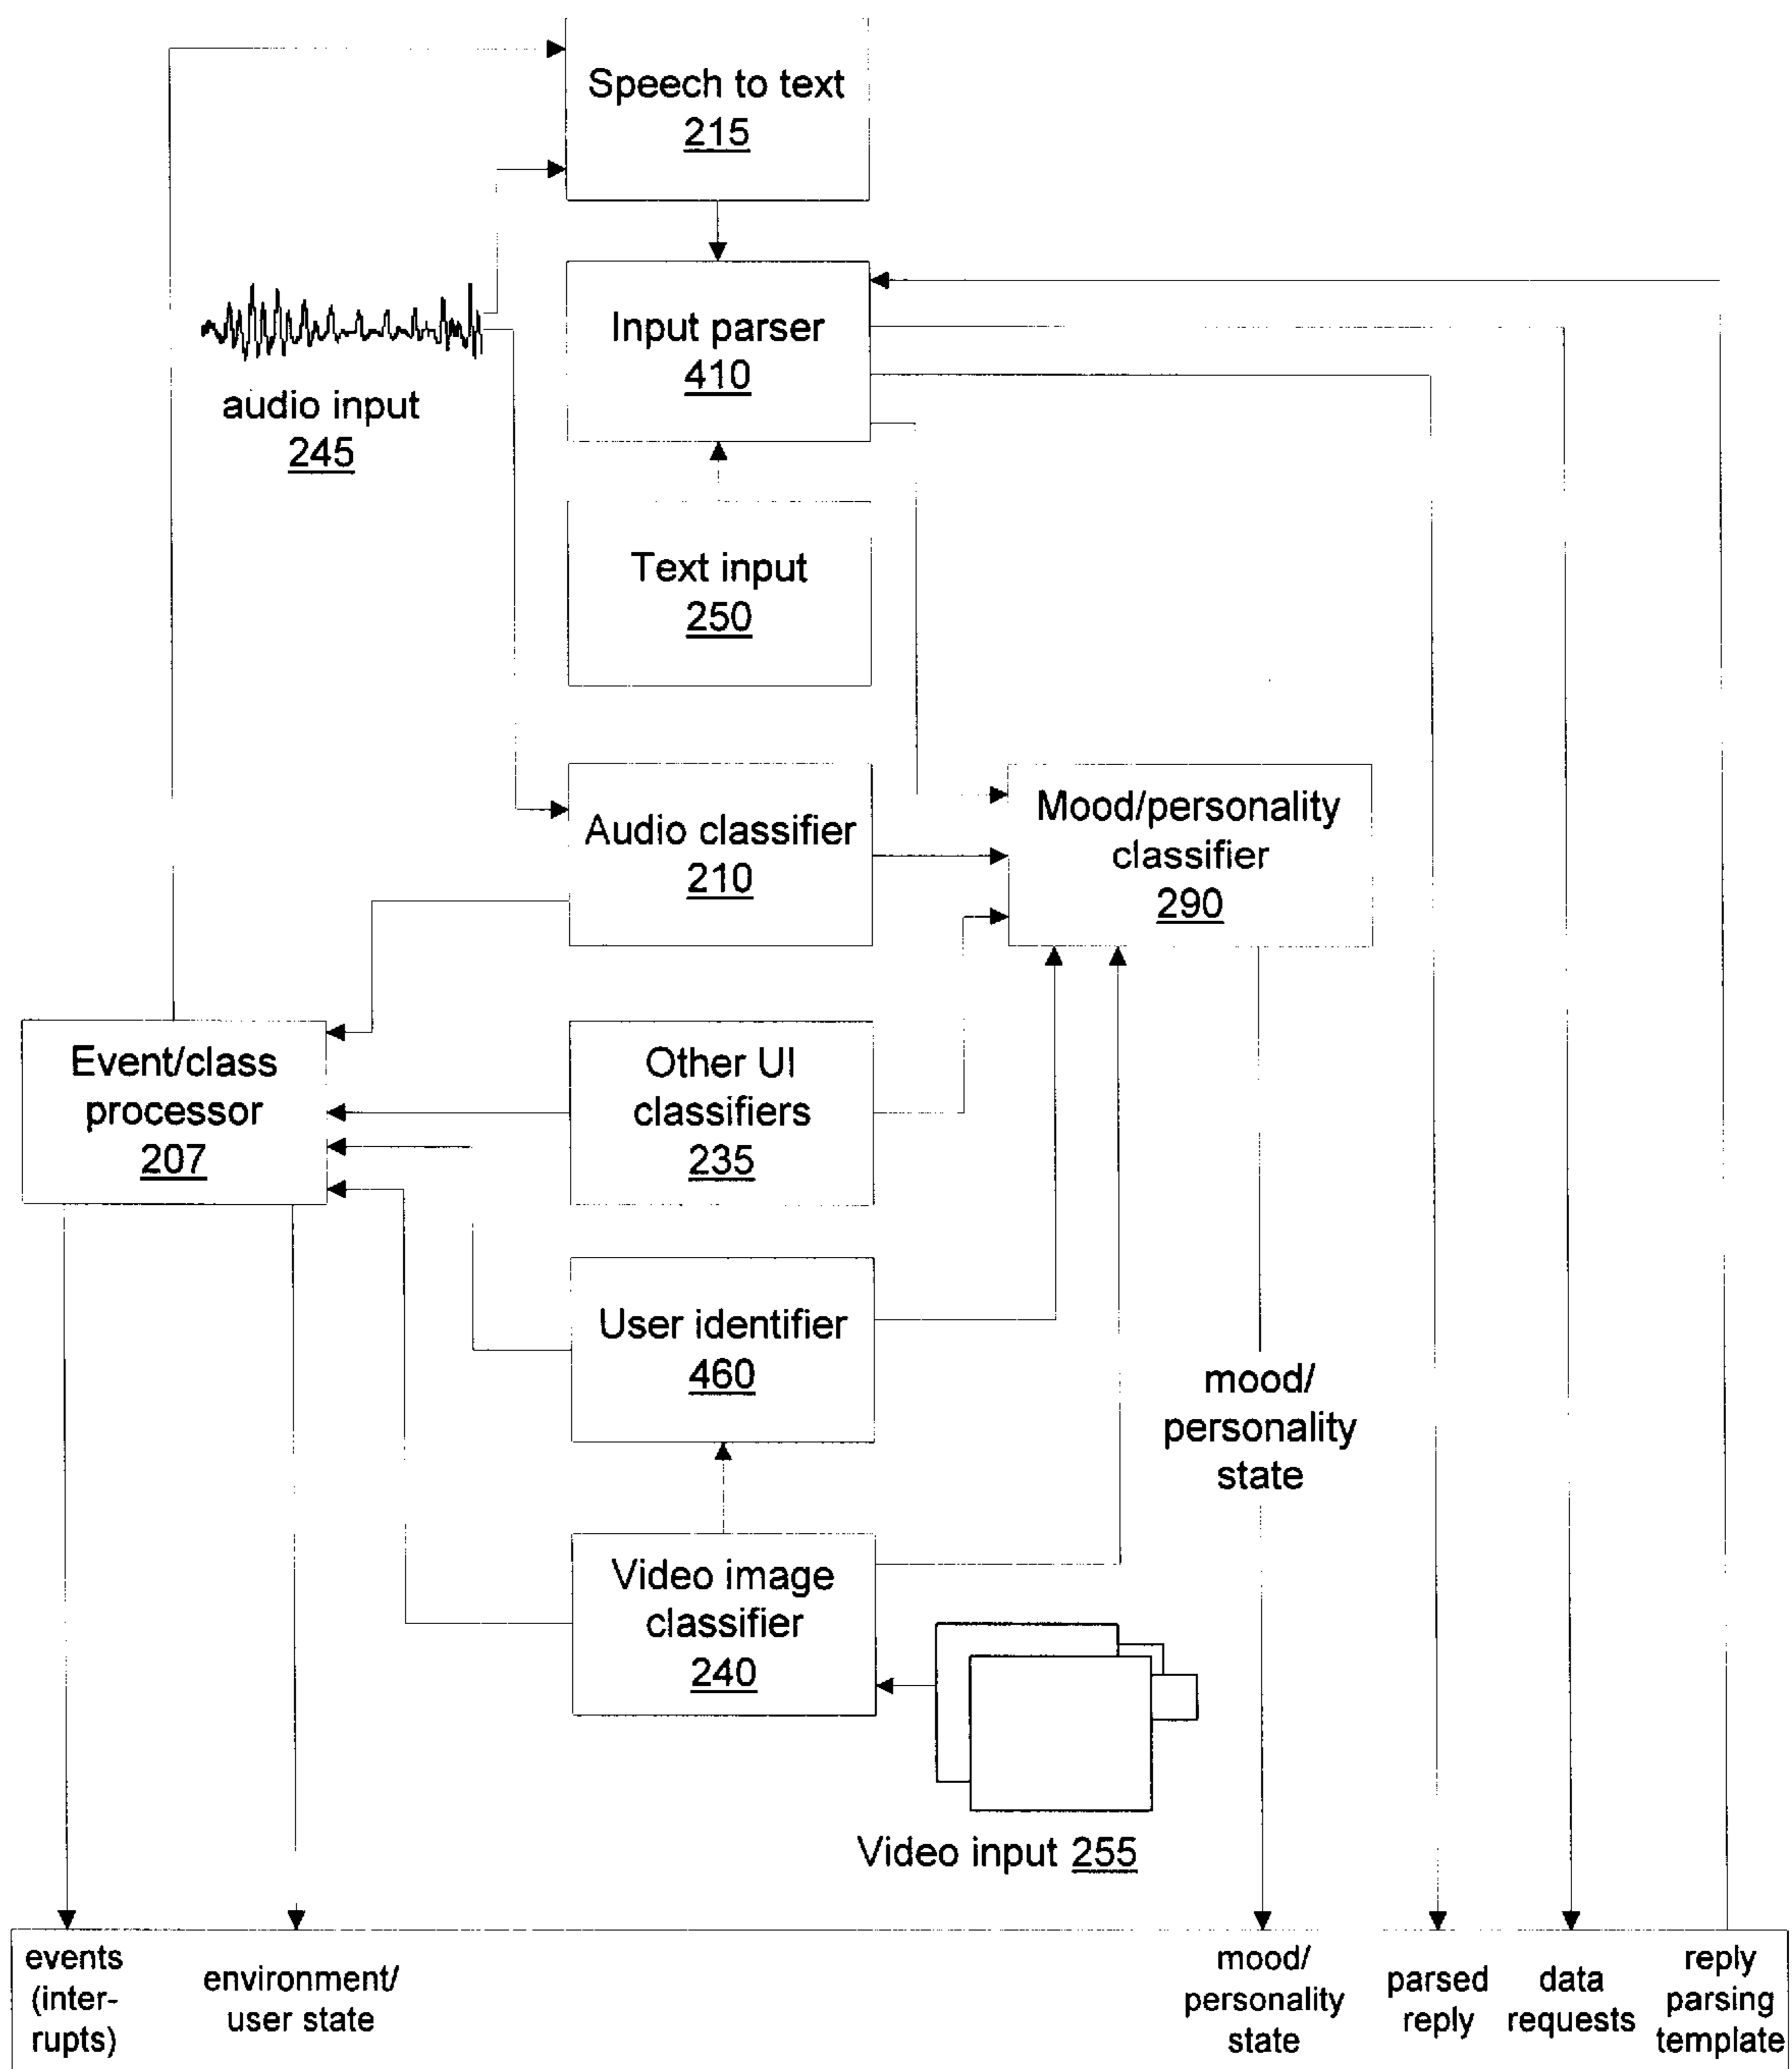 Speech to text
215
Input parser
410
audio input
245
Text input
250
Audio classifier
210
Mood/personality
classifier
290
Event/class
processor
207
Other UI
classifiers
235
User identifier
460
mood/
personality
state
Video image
classifier
240
Video input 255
events
(inter-
rupts)
environment/
user state
mood/
personality
state
parsed
reply
data
requests
reply
parsing
template